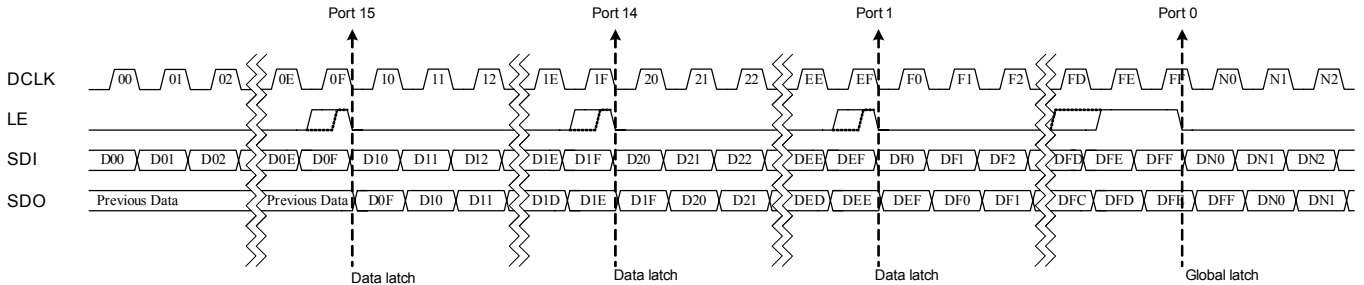 Port 15 Port 14 Port 1 Port 0
DCLK 00 01 02 0E 0F 10 11 12 1E 1F 20 21 22 EE EF F0 F1 F2 FD FE FF N0 N1 N2
LE
SDI D00 D01 D02 D0E D0F D10 D11 D12 D1E D1F D20 D21 D22 DEE DEF DF0 DF1 DF2 DFD DFE DFF DN0 DN1 DN2
SDO Previous Data Previous Data D0F D10 D11 D1D D1E D1F D20 D21 DED DEE DEF DF0 DF1 DFC DFD DFE DFF DN0 DN1
Data latch Data latch Data latch Global latch